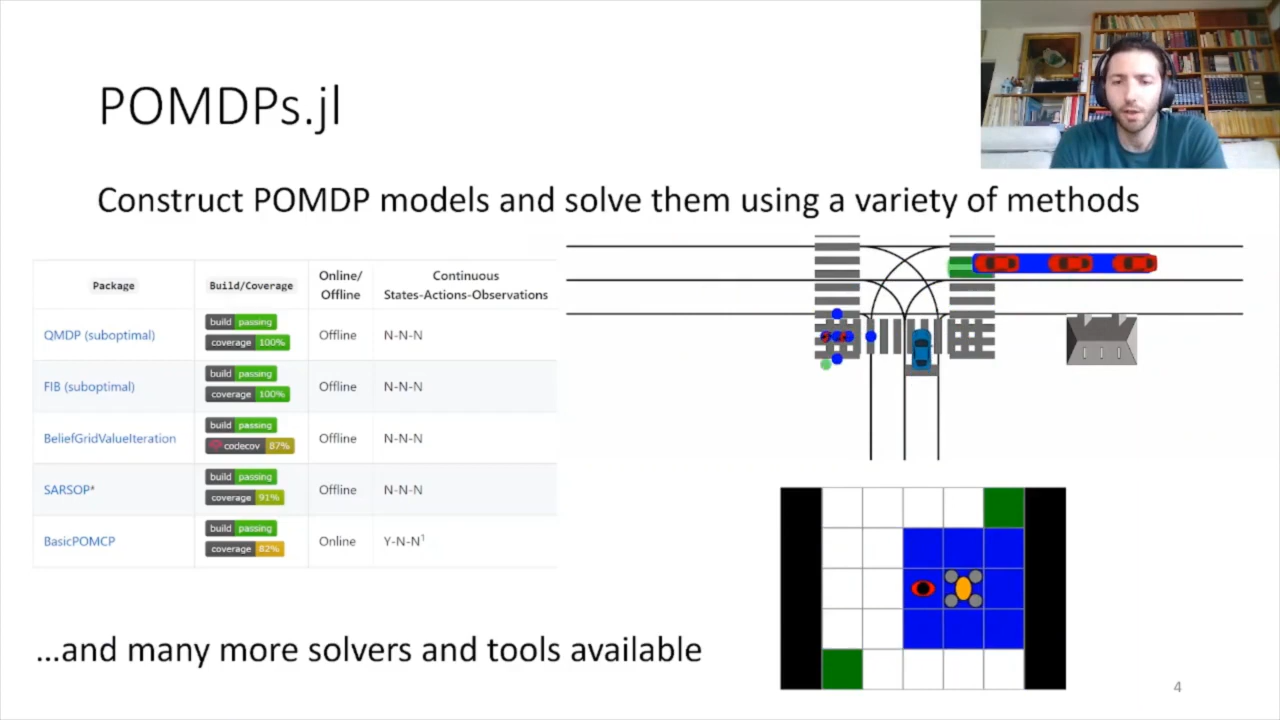 POMDPs.jl
Construct POMDP models and solve them using a variety of methods
Package Build/Coverage Online/ Offline Continuous States-Actions-Observations
QMDP (suboptimal) build passing coverage 100% Offline N-N-N
FIB (suboptimal) build passing coverage 100% Offline N-N-N
BeliefGridValueIteration build passing codecov 87% Offline N-N-N
SARSOP* build passing coverage 91% Offline N-N-N
BasicPOMCP build passing coverage 82% Online Y-N-N¹
...and many more solvers and tools available
4